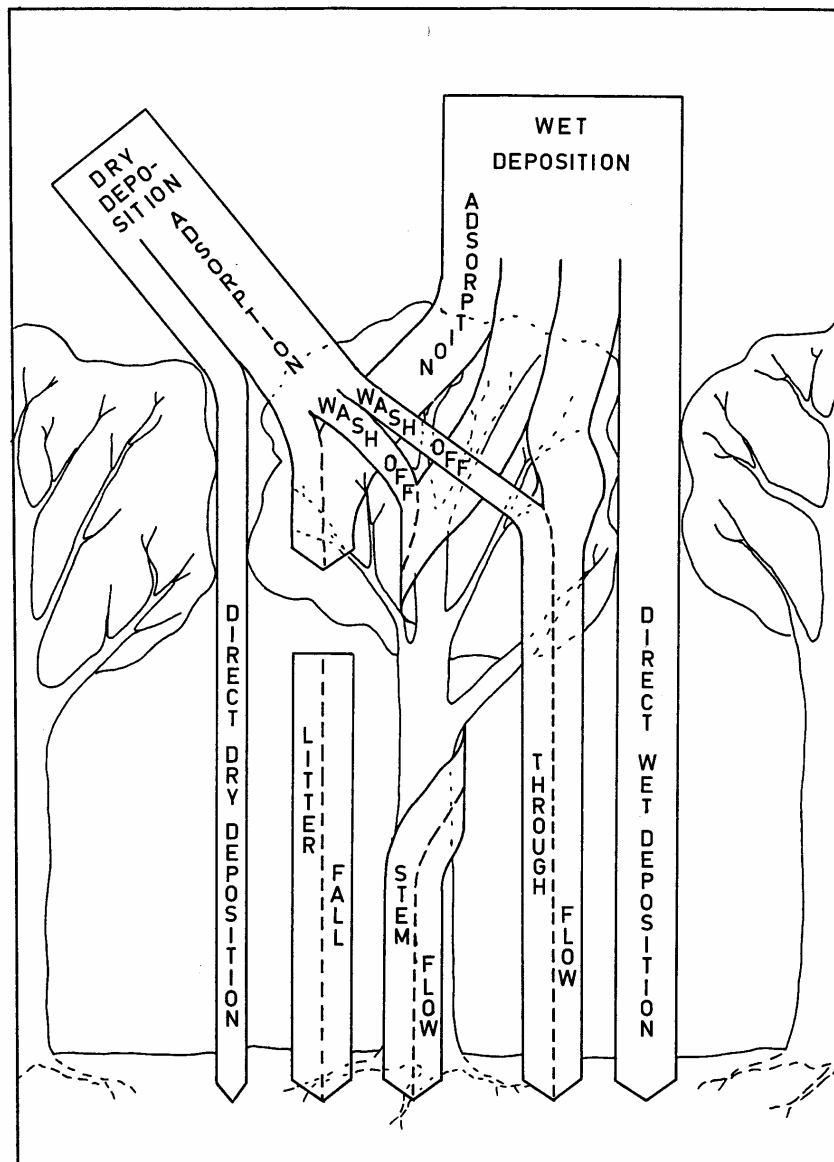 DRY
DEPO-
SITION
ADSORPTION
WET
DEPOSITION
ADSORPTION
WASH OFF
WASH OFF
DIRECT DRY DEPOSITION
LITTER
FALL
STEM
FLOW
THROUGH
FLOW
DIRECT WET DEPOSITION